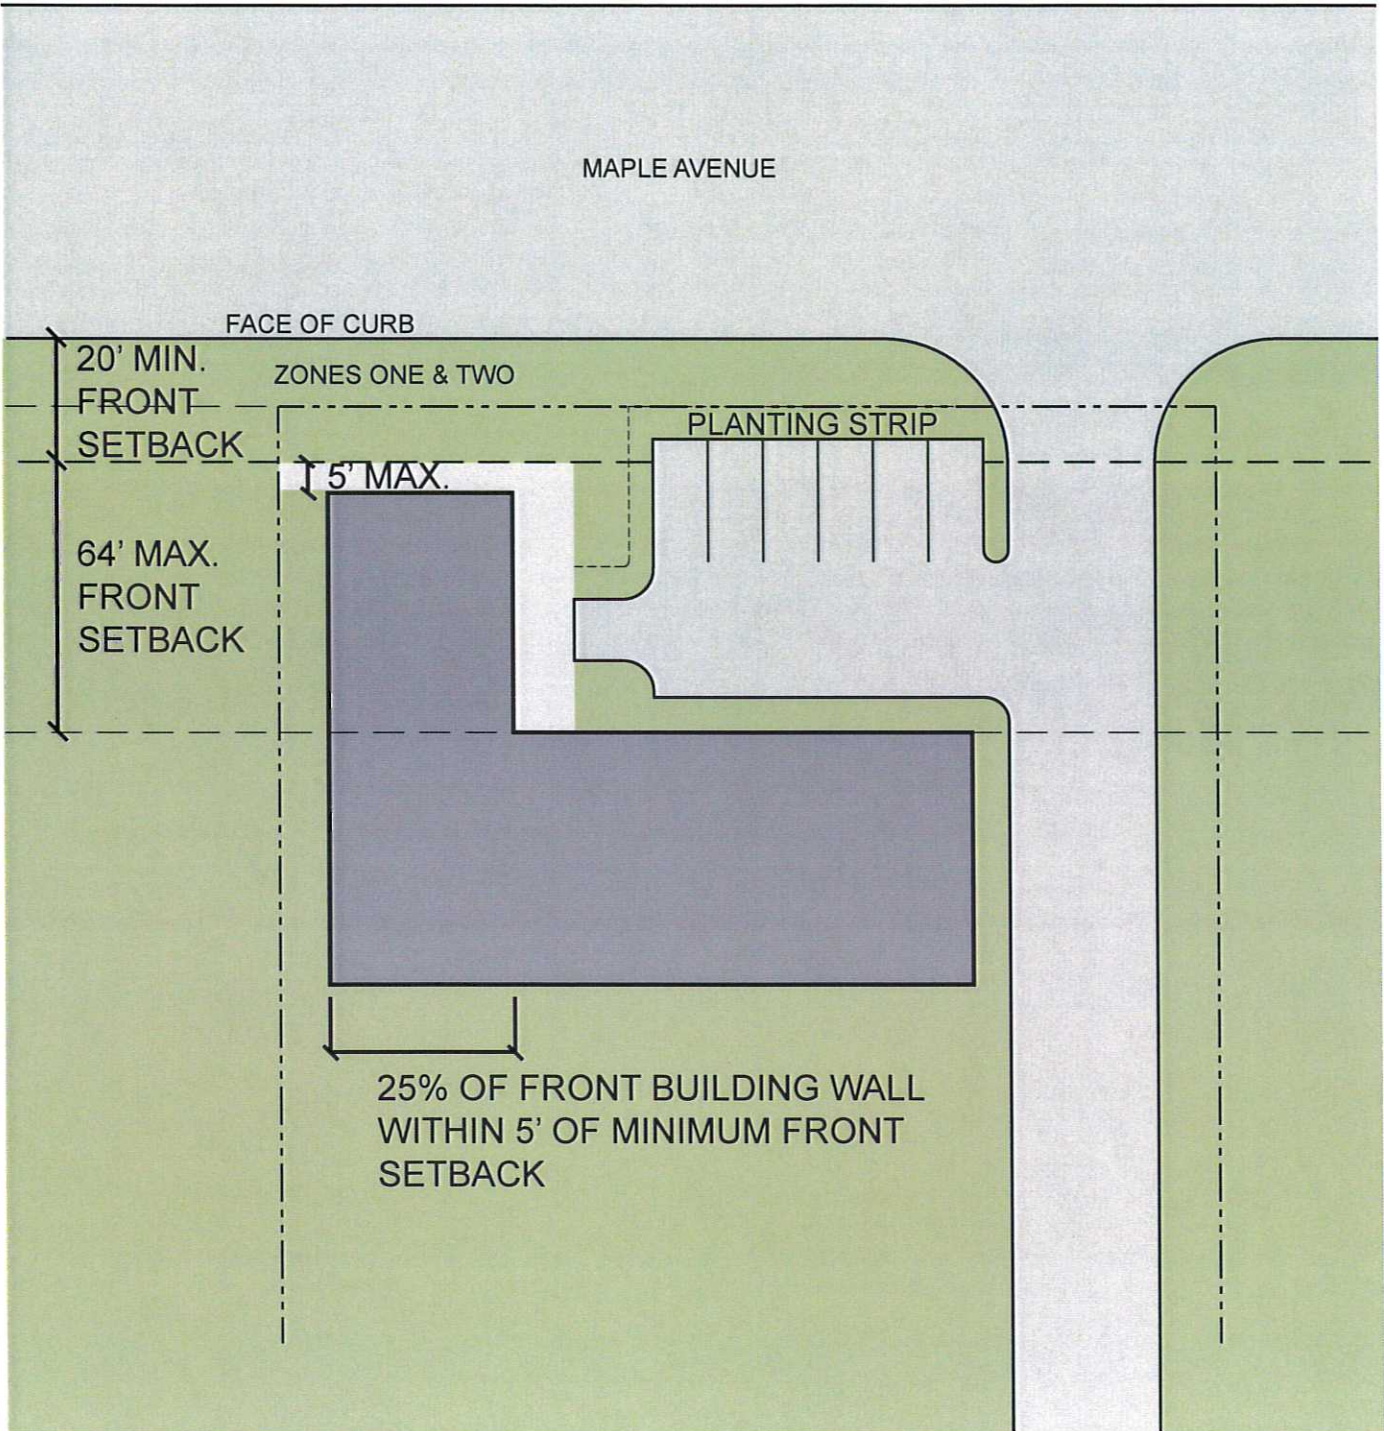 MAPLE AVENUE
FACE OF CURB
20' MIN.
FRONT
SETBACK
ZONES ONE & TWO
PLANTING STRIP
5' MAX.
64' MAX.
FRONT
SETBACK
25% OF FRONT BUILDING WALL
WITHIN 5' OF MINIMUM FRONT
SETBACK